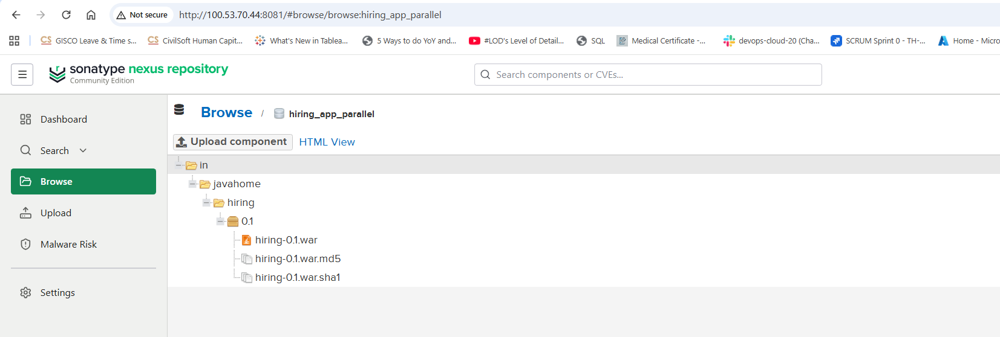 Not secure http://100.53.70.44:8081/#browse/browse:hiring_app_parallel
GISCO Leave & Time s... CivilSoft Human Capit... What's New in Tablea... 5 Ways to do YoY and... #LOD's Level of Detail... SQL Medical Certificate -... devops-cloud-20 (Cha... SCRUM Sprint 0 - TH-... Home - Micro
sonatype nexus repository
Community Edition
Search components or CVEs...
Dashboard
Search
Browse
Upload
Malware Risk
Settings
Browse / hiring_app_parallel
Upload component HTML View
in
javahome
hiring
0.1
hiring-0.1.war
hiring-0.1.war.md5
hiring-0.1.war.sha1